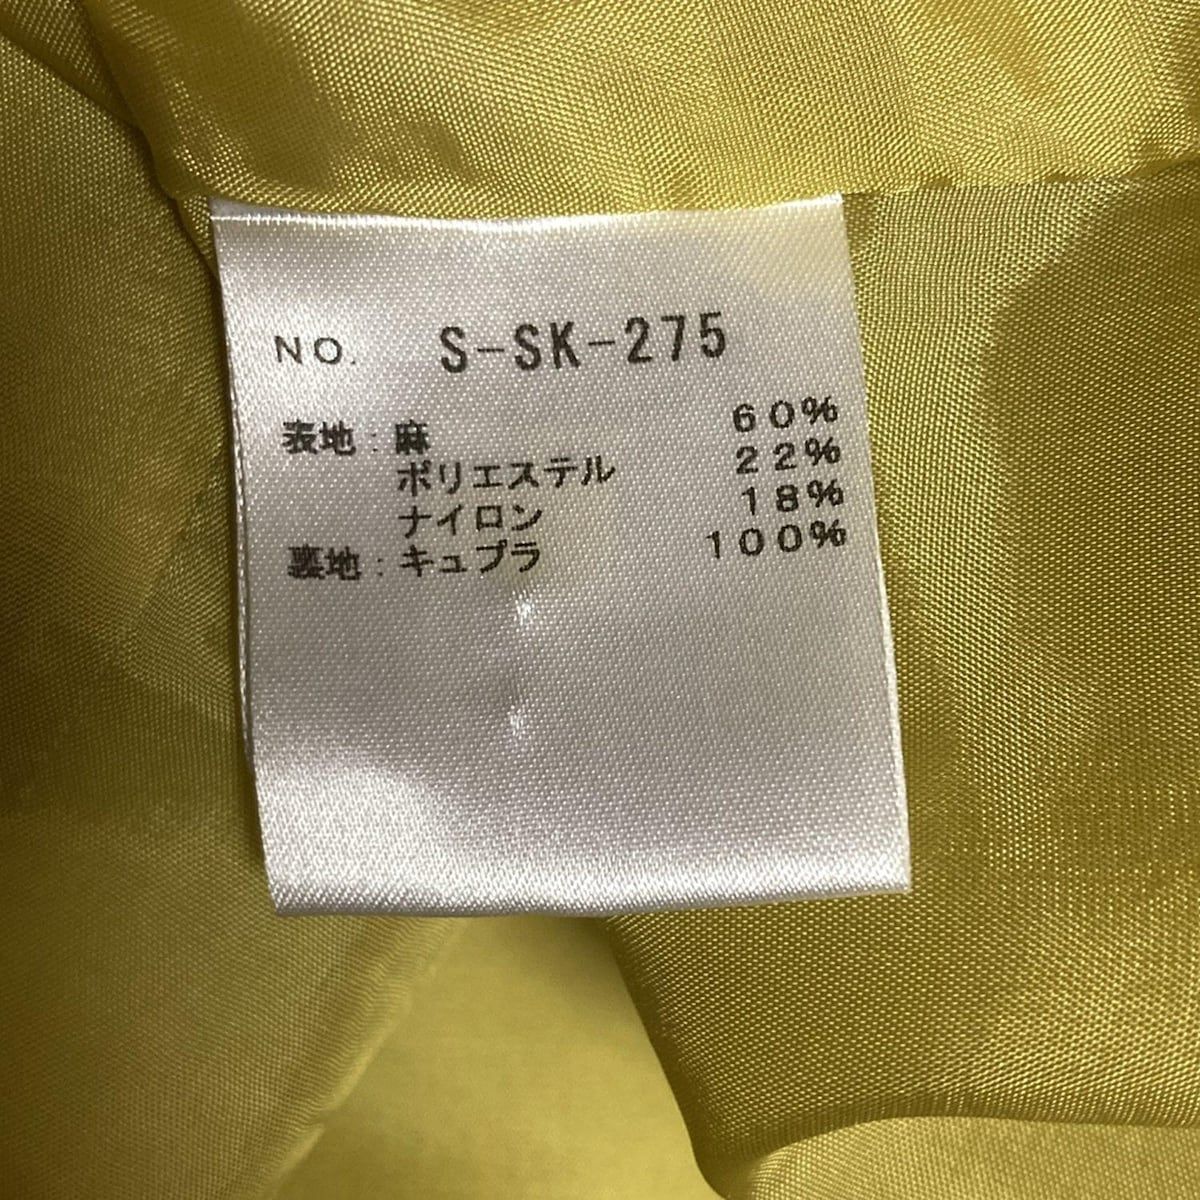 NO. S-SK-275
表地:麻 60%
ポリエステル 22%
ナイロン 18%
裏地:キュプラ 100%